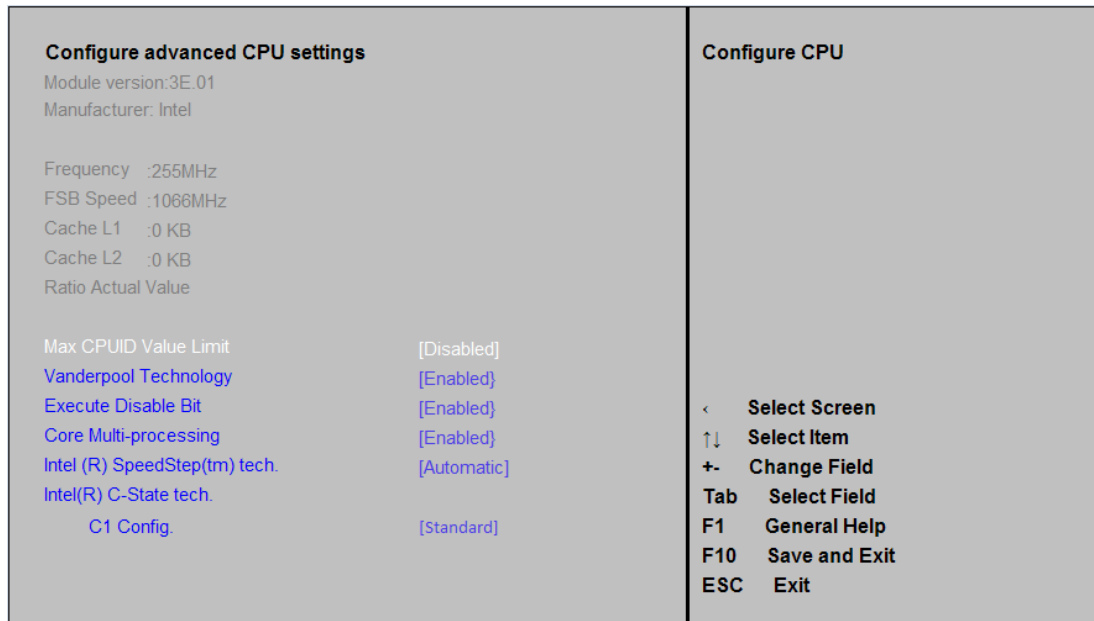 Configure advanced CPU settings
Module version:3E.01
Manufacturer: Intel
Frequency :255MHz
FSB Speed :1066MHz
Cache L1 :0 KB
Cache L2 :0 KB
Ratio Actual Value
Max CPUID Value Limit [Disabled]
Vanderpool Technology [Enabled}
Execute Disable Bit [Enabled}
Core Multi-processing [Enabled}
Intel (R) SpeedStep(tm) tech. [Automatic]
Intel(R) C-State tech.
C1 Config. [Standard]
Configure CPU
‹ Select Screen
↑↓ Select Item
+- Change Field
Tab Select Field
F1 General Help
F10 Save and Exit
ESC Exit